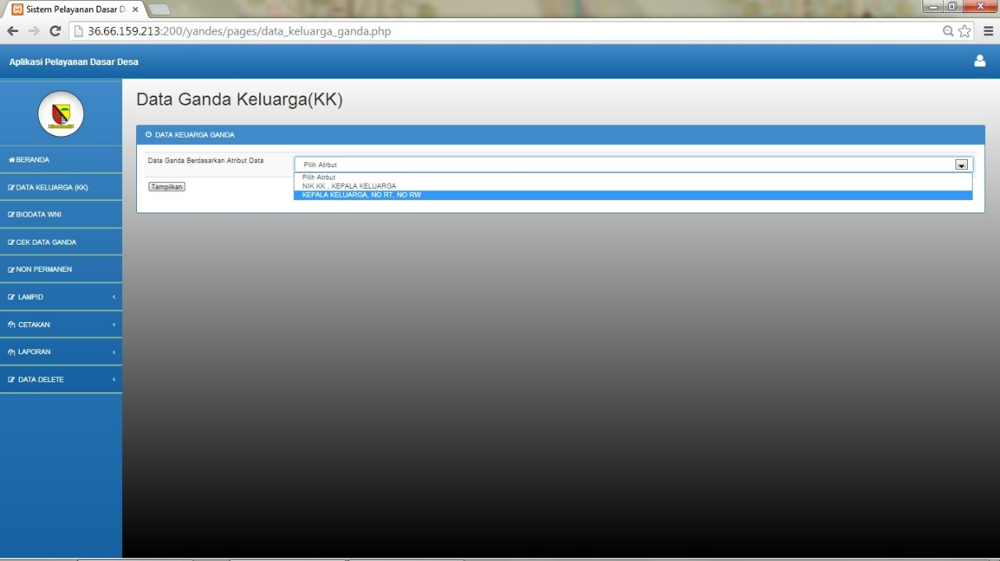 Sistem Pelayanan Dasar D
36.66.159.213:200/yandes/pages/data_keluarga_ganda.php
Aplikasi Pelayanan Dasar Desa
Data Ganda Keluarga(KK)
DATA KEUARGA GANDA
BERANDA
Data Ganda Berdasarkan Atribut Data
Pilih Atrbut
Pilih Atrbut
NIK KK , KEPALA KELUARGA
KEPALA KELUARGA, NO RT, NO RW
Tampilkan
DATA KELUARGA (KK)
BIODATA WNI
CEK DATA GANDA
NON PERMANEN
LAMPID
CETAKAN
LAPORAN
DATA DELETE